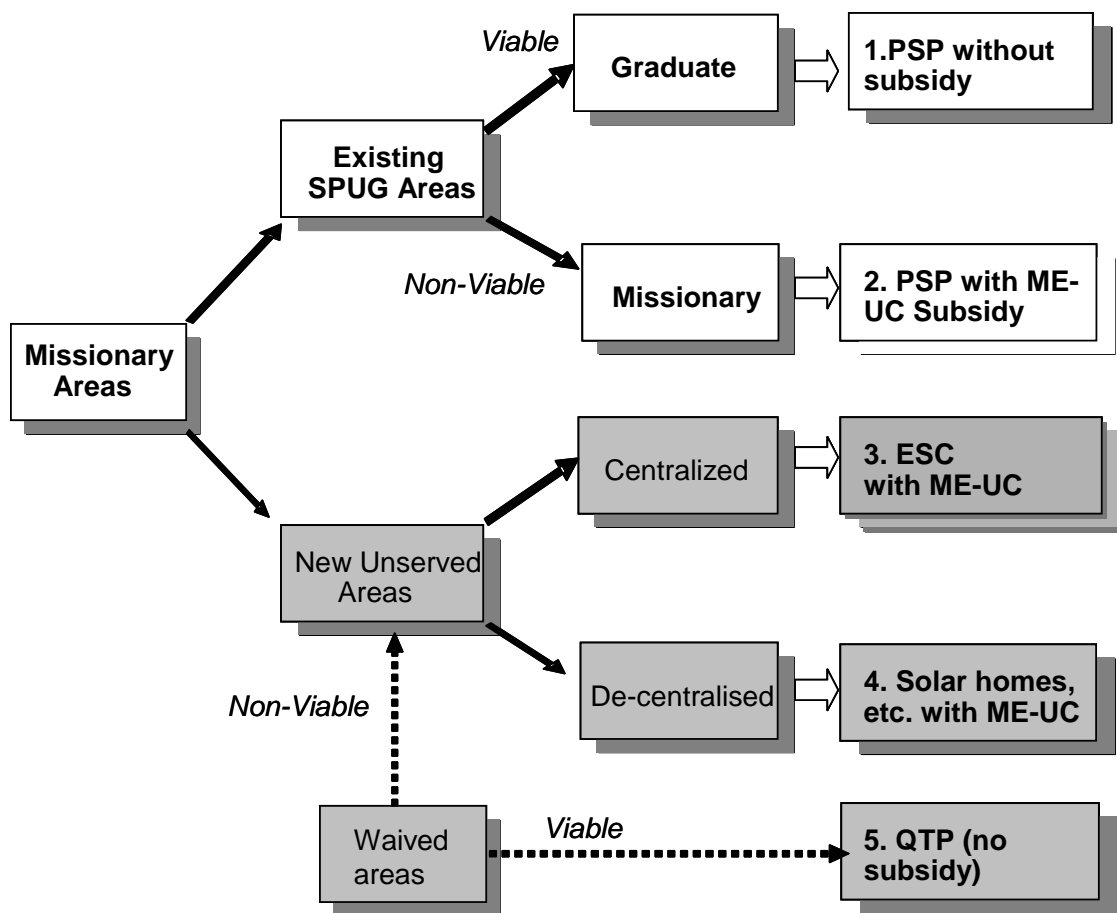 Viable
Graduate
1.PSP without
subsidy
Existing
SPUG Areas
Non-Viable
Missionary
2. PSP with ME-
UC Subsidy
Missionary
Areas
Centralized
3. ESC
with ME-UC
New Unserved
Areas
De-centralised
4. Solar homes,
etc. with ME-UC
Non-Viable
Waived
areas
Viable
5. QTP (no
subsidy)